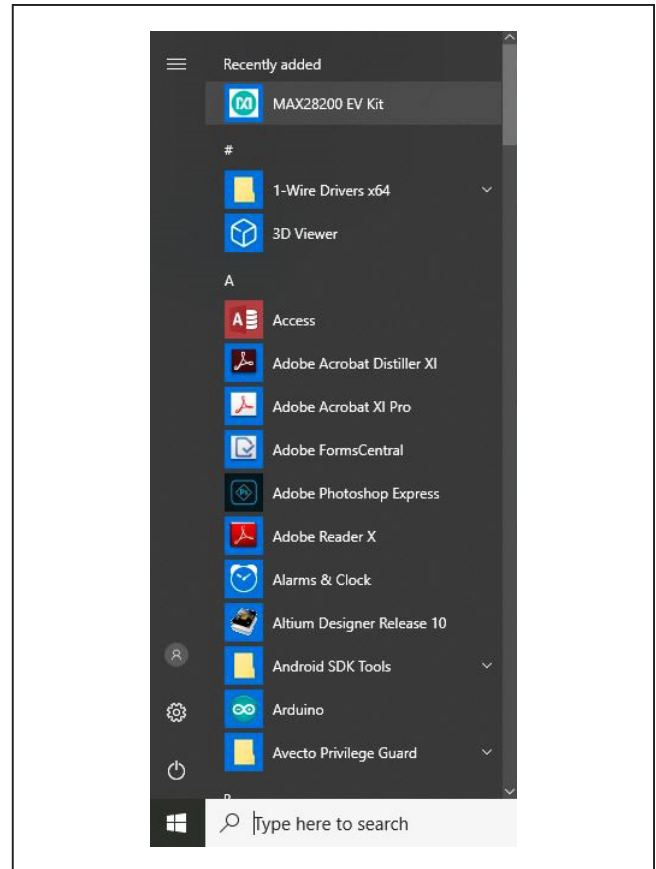 Recently added
MAX28200 EV Kit
#
1-Wire Drivers x64
3D Viewer
A
Access
Adobe Acrobat Distiller XI
Adobe Acrobat XI Pro
Adobe FormsCentral
Adobe Photoshop Express
Adobe Reader X
Alarms & Clock
Altium Designer Release 10
Android SDK Tools
Arduino
Avecto Privilege Guard
Type here to search